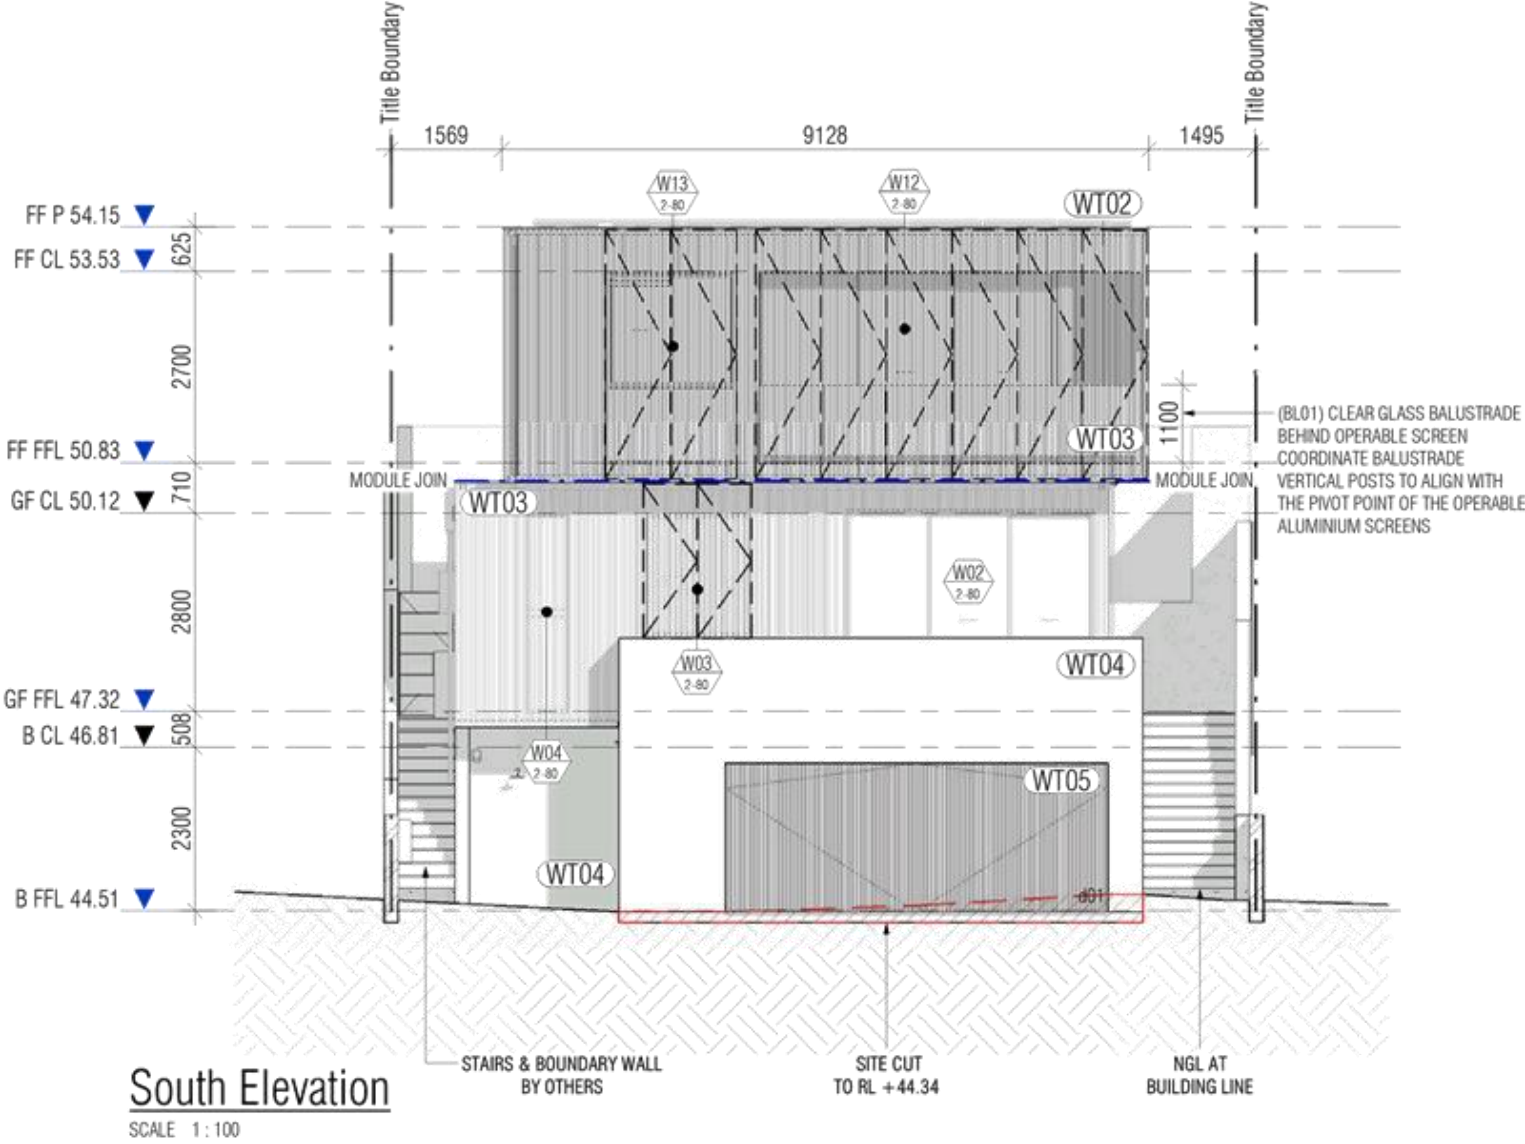 Title Boundary
Title Boundary
1569
9128
1495
W13
2-80
W12
2-80
WT02
FF P 54.15
625
FF CL 53.53
2700
1100
(BL01) CLEAR GLASS BALUSTRADE
BEHIND OPERABLE SCREEN
COORDINATE BALUSTRADE
VERTICAL POSTS TO ALIGN WITH
THE PIVOT POINT OF THE OPERABLE
ALUMINIUM SCREENS
WT03
FF FFL 50.83
710
MODULE JOIN
MODULE JOIN
GF CL 50.12
WT03
W02
2-80
2800
W03
2-80
WT04
GF FFL 47.32
508
B CL 46.81
W04
2-80
WT05
2300
WT04
B FFL 44.51
d01
STAIRS & BOUNDARY WALL
BY OTHERS
SITE CUT
TO RL +44.34
NGL AT
BUILDING LINE
South Elevation
SCALE 1 : 100